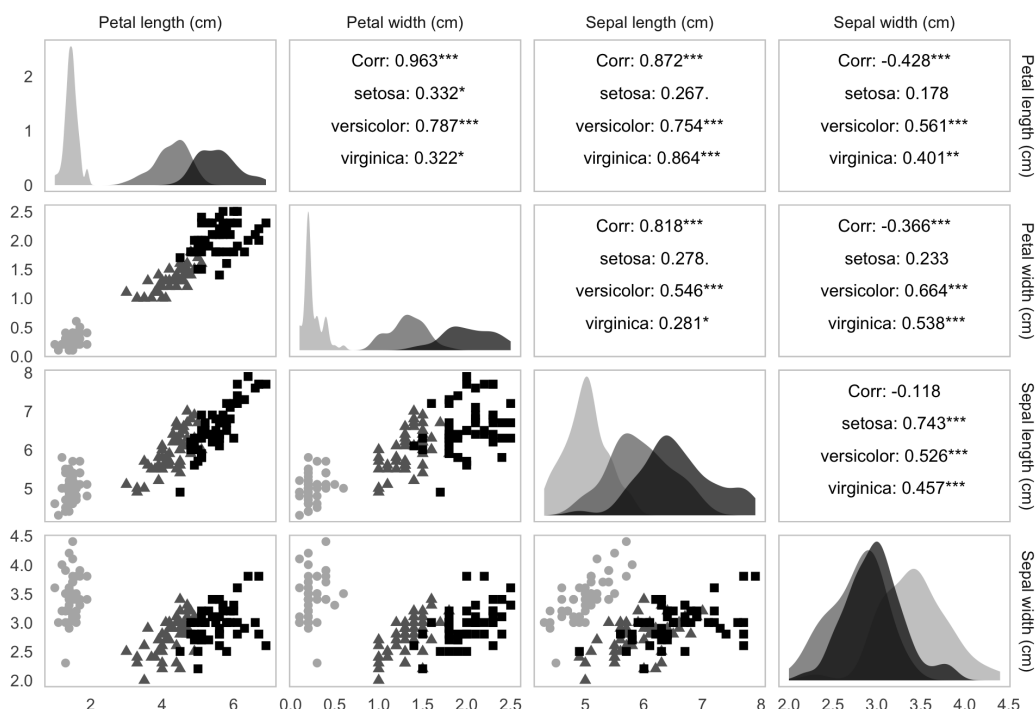 Petal length (cm) Petal width (cm) Sepal length (cm) Sepal width (cm)
Corr: 0.963*** Corr: 0.872*** Corr: -0.428***
setosa: 0.332* setosa: 0.267. setosa: 0.178
versicolor: 0.787*** versicolor: 0.754*** versicolor: 0.561***
virginica: 0.322* virginica: 0.864*** virginica: 0.401**
2
1
0
Petal length (cm)
Corr: 0.818*** Corr: -0.366***
setosa: 0.278. setosa: 0.233
versicolor: 0.546*** versicolor: 0.664***
virginica: 0.281* virginica: 0.538***
2.5
2.0
1.5
1.0
0.5
0.0
Petal width (cm)
Corr: -0.118
setosa: 0.743***
versicolor: 0.526***
virginica: 0.457***
8
7
6
5
Sepal length (cm)
4.5
4.0
3.5
3.0
2.5
2.0
Sepal width (cm)
2 4 6 0.0 0.5 1.0 1.5 2.0 2.5 5 6 7 8 2.0 2.5 3.0 3.5 4.0 4.5